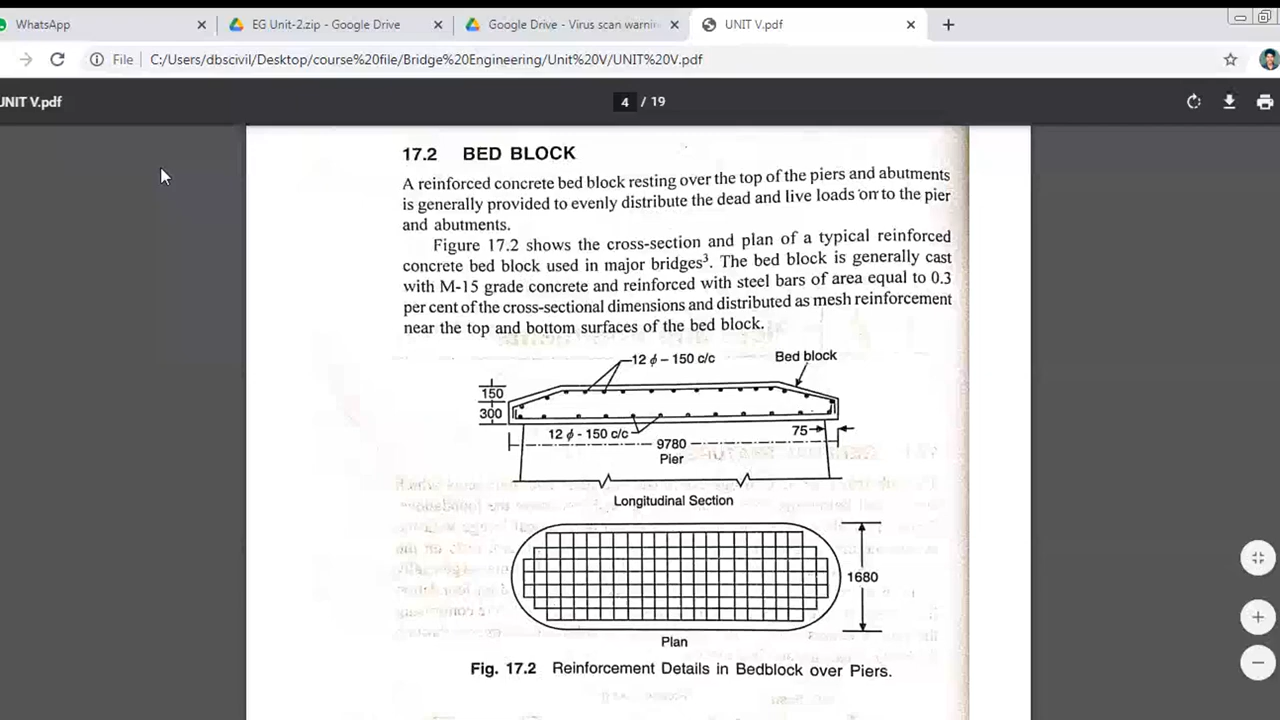 WhatsApp
EG Unit-2.zip - Google Drive
Google Drive - Virus scan warnin
UNIT V.pdf
File
C:/Users/dbscivil/Desktop/course%20file/Bridge%20Engineering/Unit%20V/UNIT%20V.pdf
UNIT V.pdf
4 / 19
17.2 BED BLOCK
A reinforced concrete bed block resting over the top of the piers and abutments
is generally provided to evenly distribute the dead and live loads on to the pier
and abutments.
Figure 17.2 shows the cross-section and plan of a typical reinforced
concrete bed block used in major bridges³. The bed block is generally cast
with M-15 grade concrete and reinforced with steel bars of area equal to 0.3
per cent of the cross-sectional dimensions and distributed as mesh reinforcement
near the top and bottom surfaces of the bed block.
12 ϕ – 150 c/c
Bed block
150
300
12 ϕ - 150 c/c
75
9780
Pier
Longitudinal Section
1680
Plan
Fig. 17.2 Reinforcement Details in Bedblock over Piers.